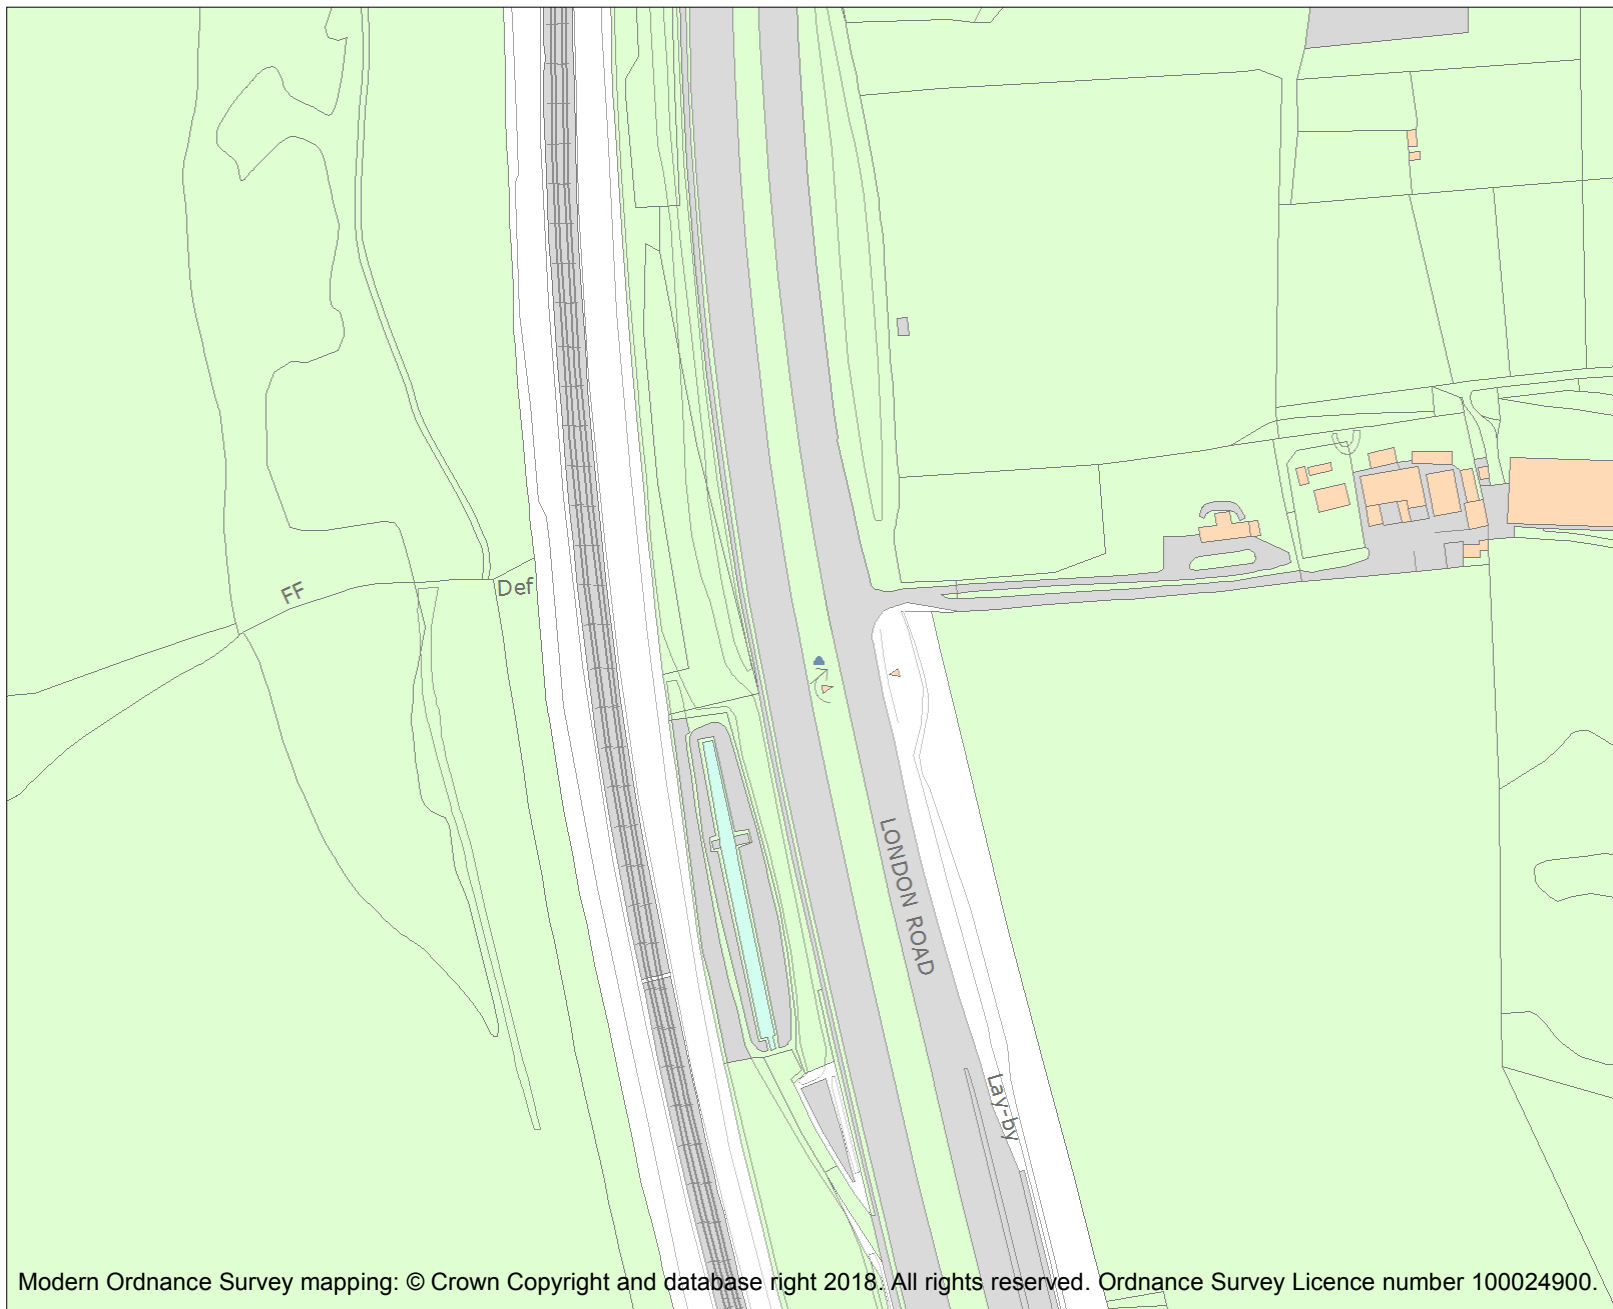 FF
Def
LONDON ROAD
Lay-by
Modern Ordnance Survey mapping: © Crown Copyright and database right 2018. All rights reserved. Ordnance Survey Licence number 100024900.